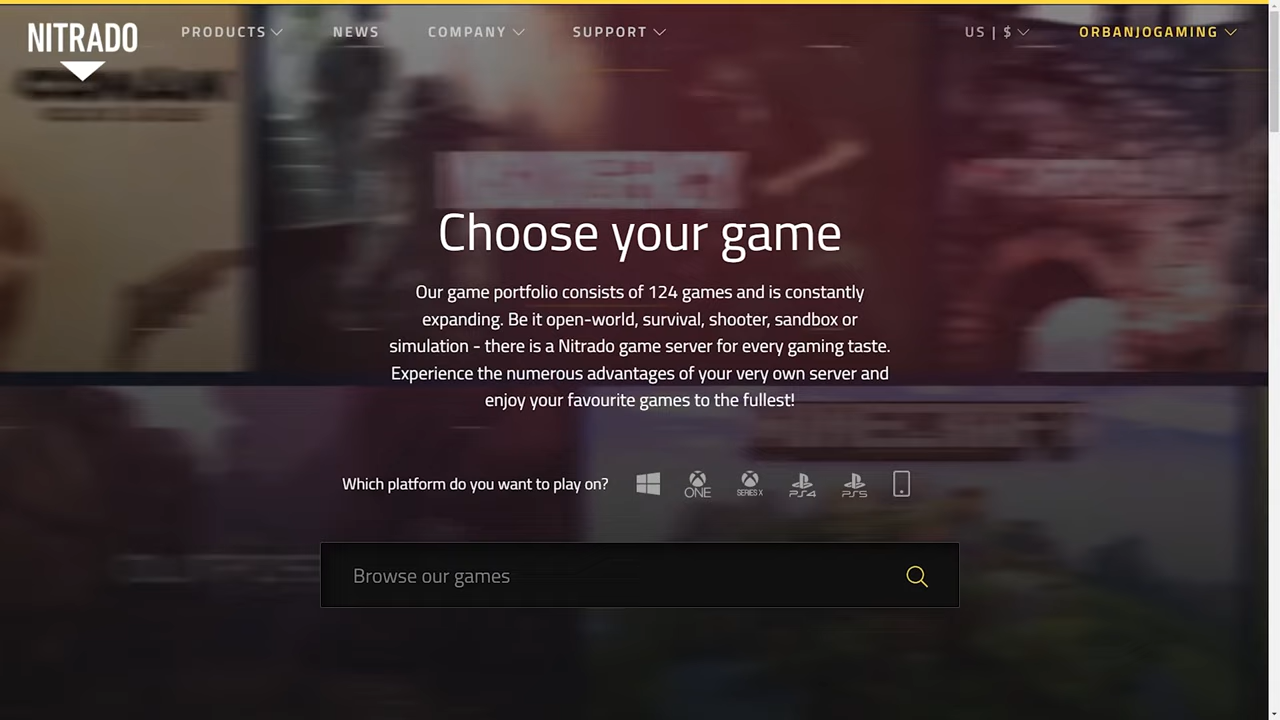 NITRADO
PRODUCTS NEWS COMPANY SUPPORT US | $ ORBANJOGAMING
Choose your game
Our game portfolio consists of 124 games and is constantly
expanding. Be it open-world, survival, shooter, sandbox or
simulation - there is a Nitrado game server for every gaming taste.
Experience the numerous advantages of your very own server and
enjoy your favourite games to the fullest!
Which platform do you want to play on? ONE SERIES X PS4 PS5
Browse our games